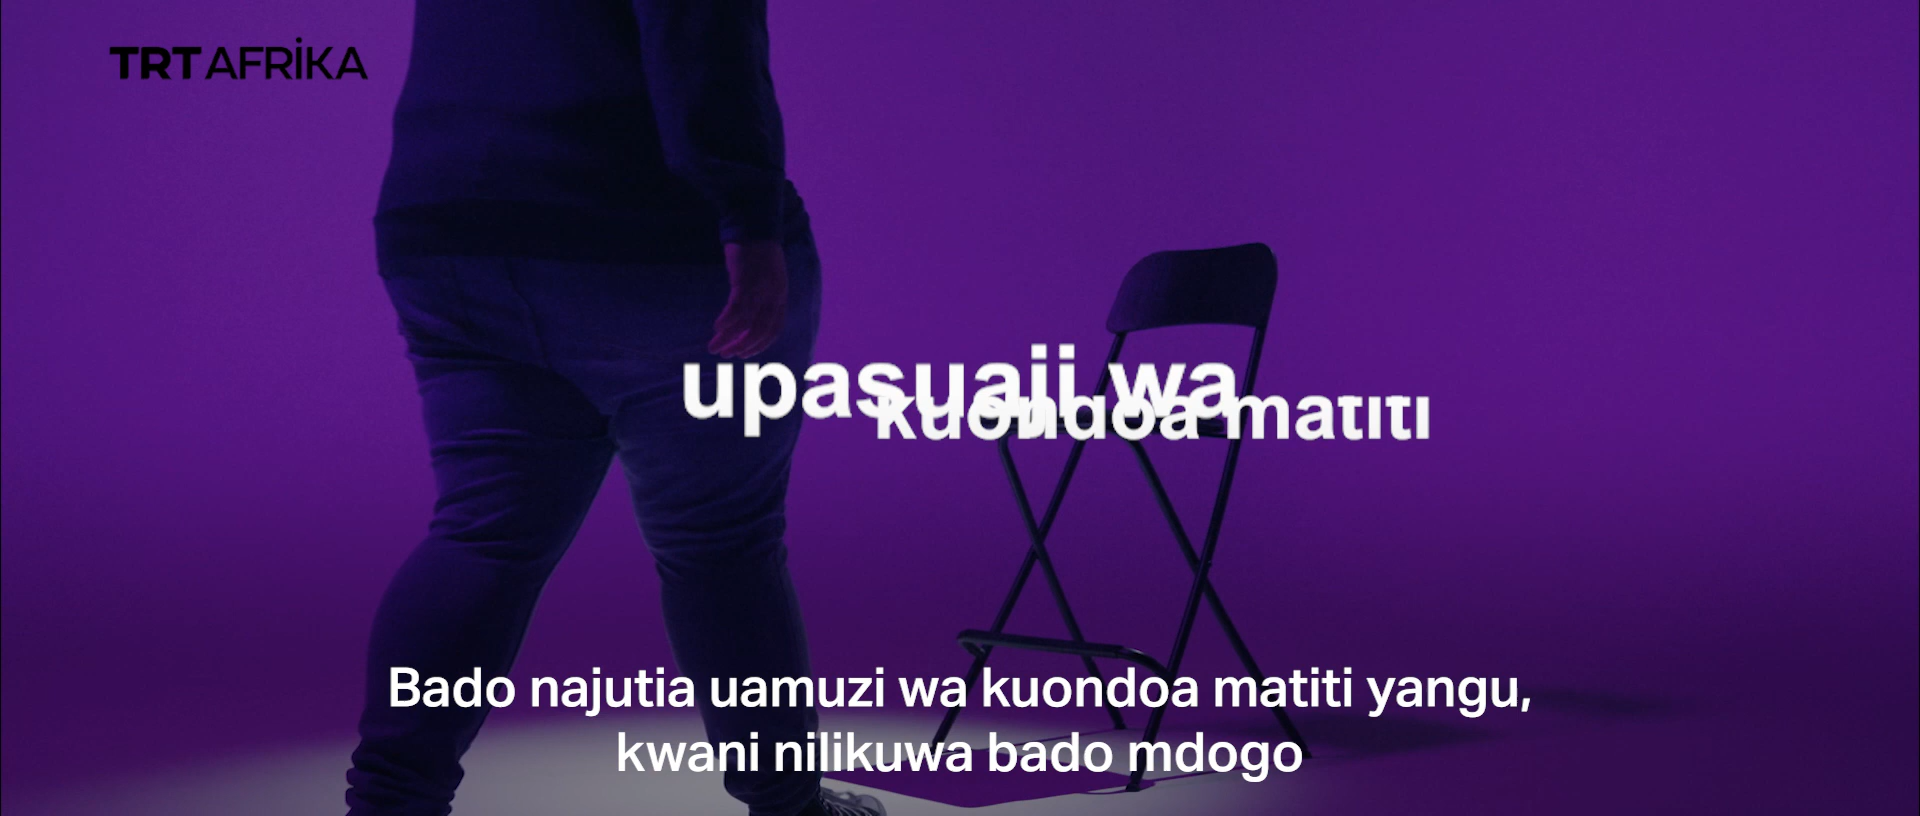 TRT AFRİKA
upasuaji wa
kuondoa matiti
Bado najutia uamuzi wa kuondoa matiti yangu,
kwani nilikuwa bado mdogo